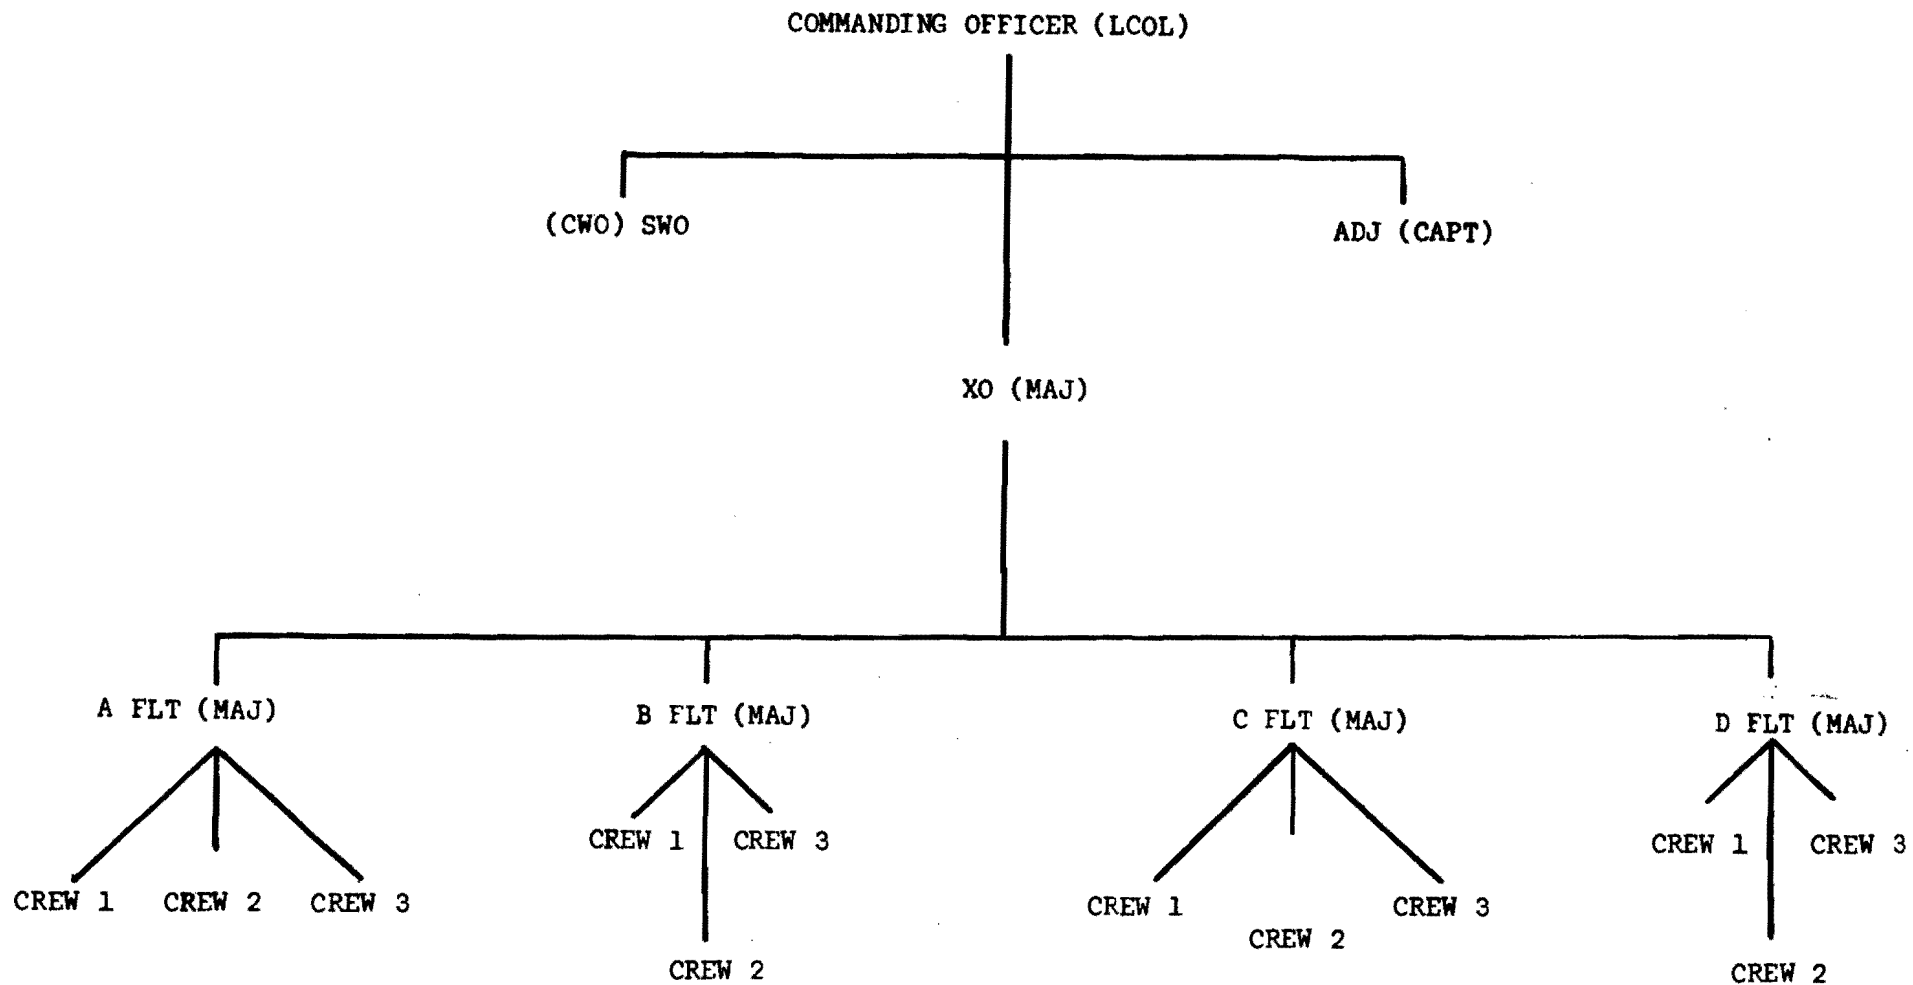 COMMANDING OFFICER (LCOL)
(CWO) SWO
ADJ (CAPT)
XO (MAJ)
A FLT (MAJ)
B FLT (MAJ)
C FLT (MAJ)
D FLT (MAJ)
CREW 1
CREW 2
CREW 3
CREW 1
CREW 3
CREW 2
CREW 1
CREW 3
CREW 2
CREW 1
CREW 3
CREW 2